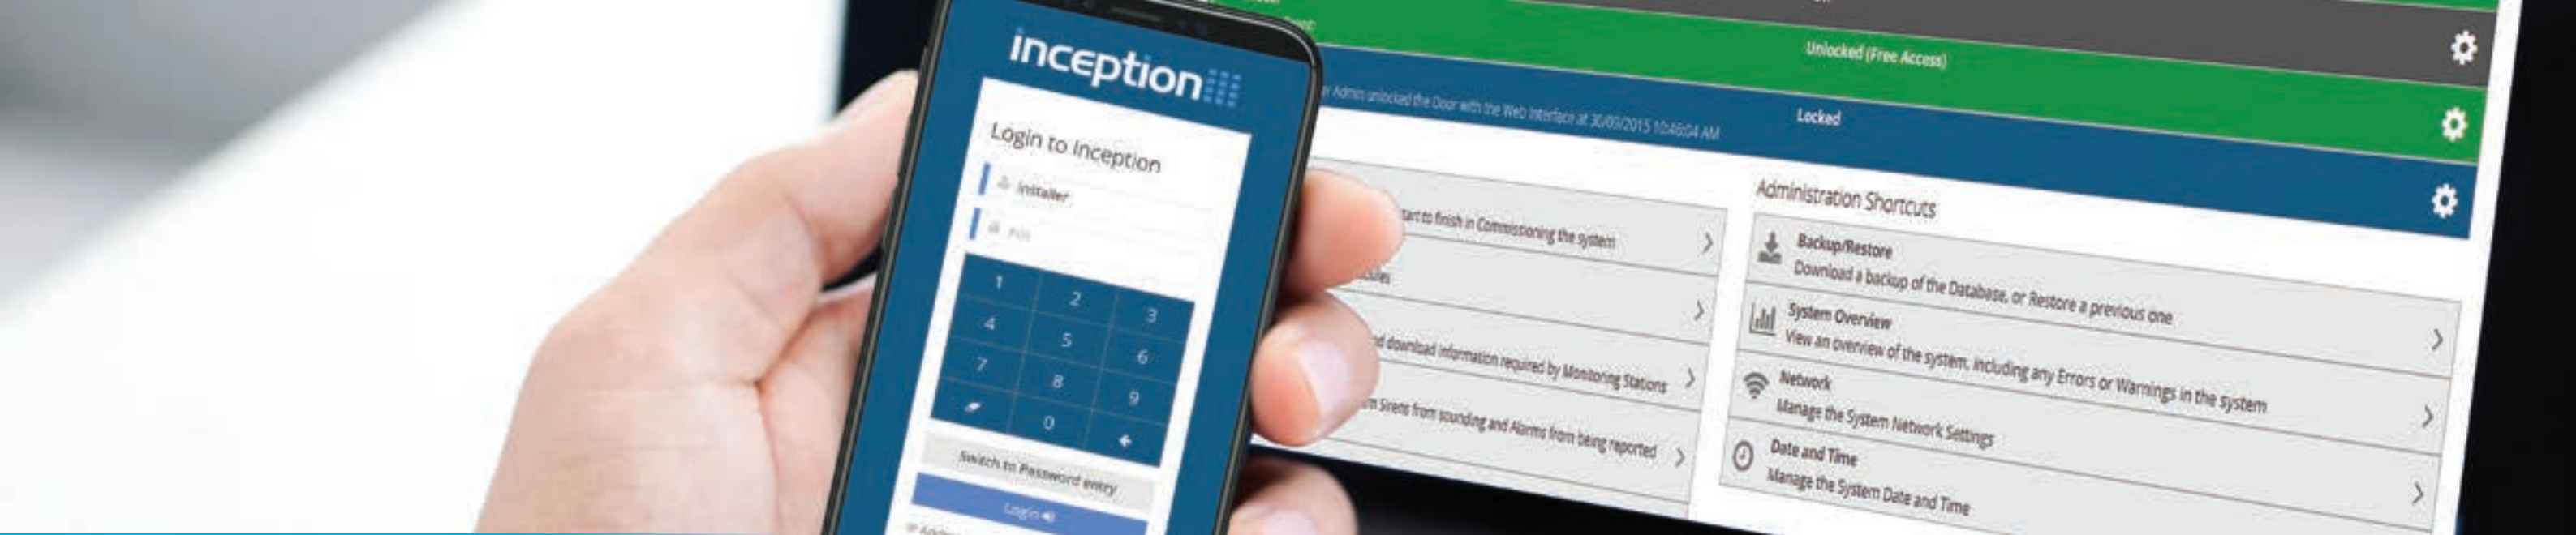 inception
Login to Inception
Installer
PIN
1 2 3
4 5 6
7 8 9
0
Switch to Password entry
Login
Unlocked (Free Access)
Admin unlocked the Door with the Web Interface at 30/09/2015 10:46:04 AM
Locked
start to finish in Commissioning the system
download information required by Monitoring Stations
Sirens from sounding and Alarms from being reported
Administration Shortcuts
Backup/Restore
Download a backup of the Database, or Restore a previous one
System Overview
View an overview of the system, including any Errors or Warnings in the system
Network
Manage the System Network Settings
Date and Time
Manage the System Date and Time